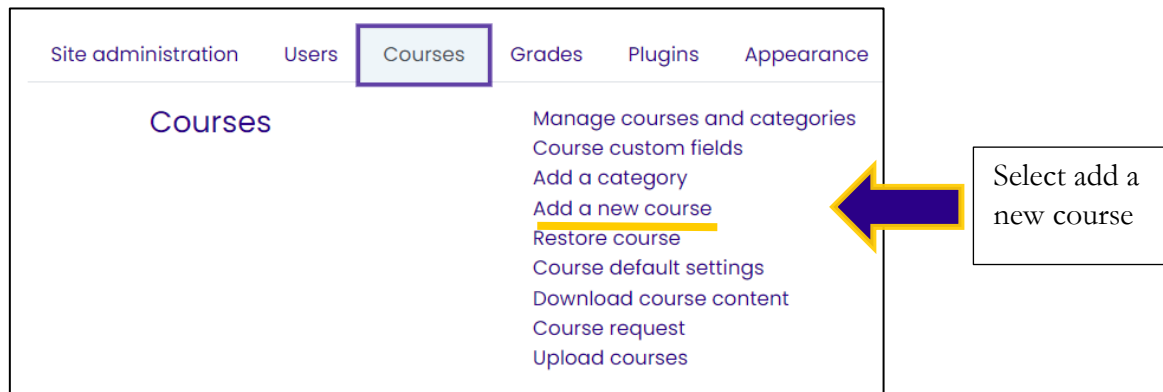 Site administration Users Courses Grades Plugins Appearance
Courses
Manage courses and categories
Course custom fields
Add a category
Add a new course
Restore course
Course default settings
Download course content
Course request
Upload courses
Select add a
new course